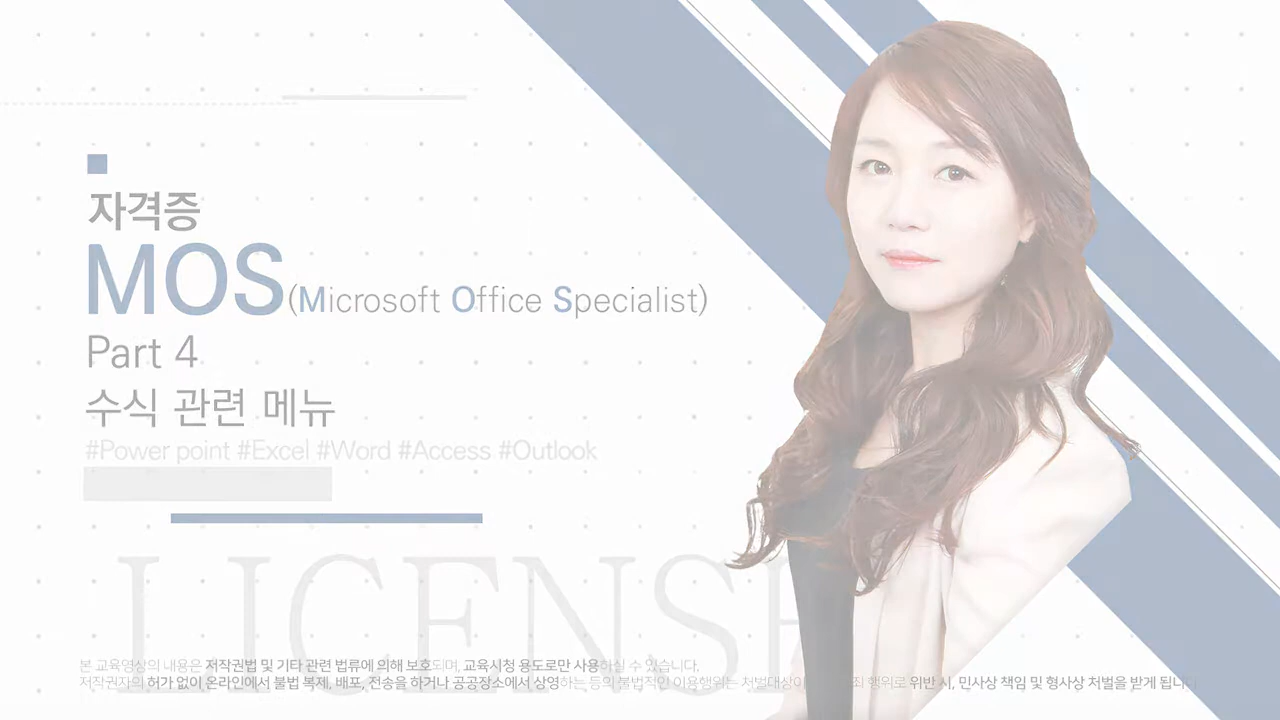 자격증
MOS(Microsoft Office Specialist)
Part 4
수식 관련 메뉴
#Power point #Excel #Word #Access #Outlook
LICENSE
본 교육영상의 내용은 저작권법 및 기타 관련 법류에 의해 보호되며, 교육시청 용도로만 사용하실 수 있습니다.
저작권자의 허가 없이 온라인에서 불법 복제, 배포, 전송을 하거나 공공장소에서 상영하는 등의 불법적인 이용행위는 처벌대상이 행위로 위반 시, 민사상 책임 및 형사상 처벌을 받게 됩니다